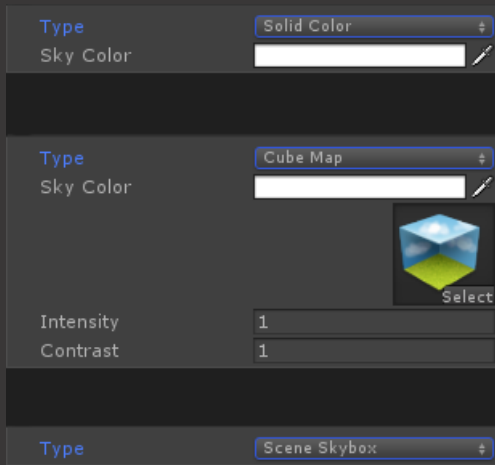 Type Solid Color
Sky Color
Type Cube Map
Sky Color
Select
Intensity 1
Contrast 1
Type Scene Skybox